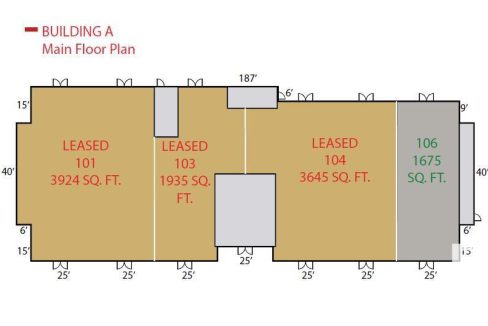 BUILDING A
Main Floor Plan
187'
6'
15'
9'
LEASED
101
3924 SQ. FT.
LEASED
103
1935 SQ.
FT.
LEASED
104
3645 SQ. FT.
106
1675
SQ. FT.
40'
40'
6'
6'
15'
15'
25'
25'
25'
25'
25'
25'